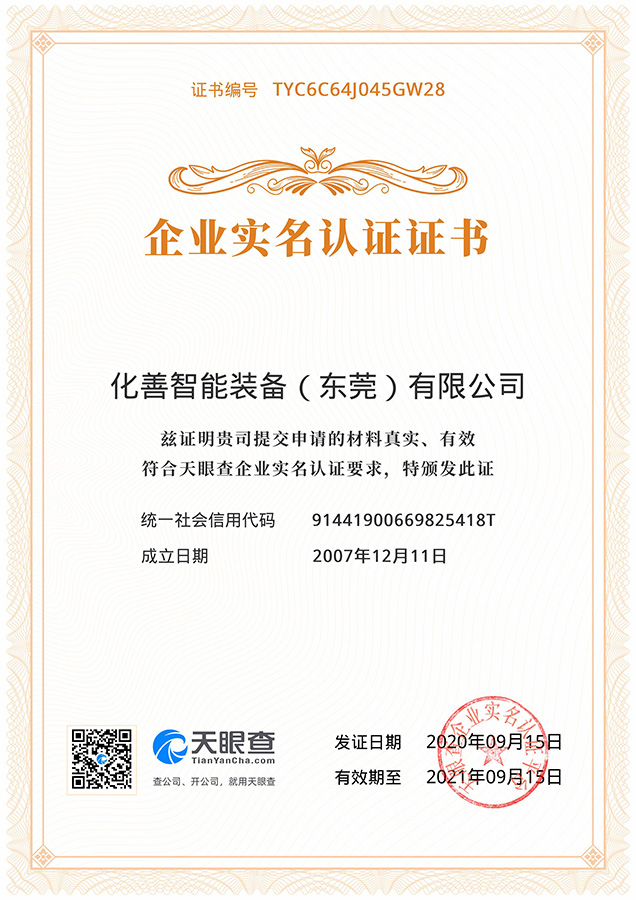 证书编号 TYC6C64J045GW28
企业实名认证证书
化善智能装备（东莞）有限公司
兹证明贵司提交申请的材料真实、有效
符合天眼查企业实名认证要求，特颁发此证
统一社会信用代码 91441900669825418T
成立日期 2007年12月11日
天眼查
TianYanCha.com
查公司、开公司，就用天眼查
发证日期 2020年09月15日
有效期至 2021年09月15日
天眼查企业实名认证平台